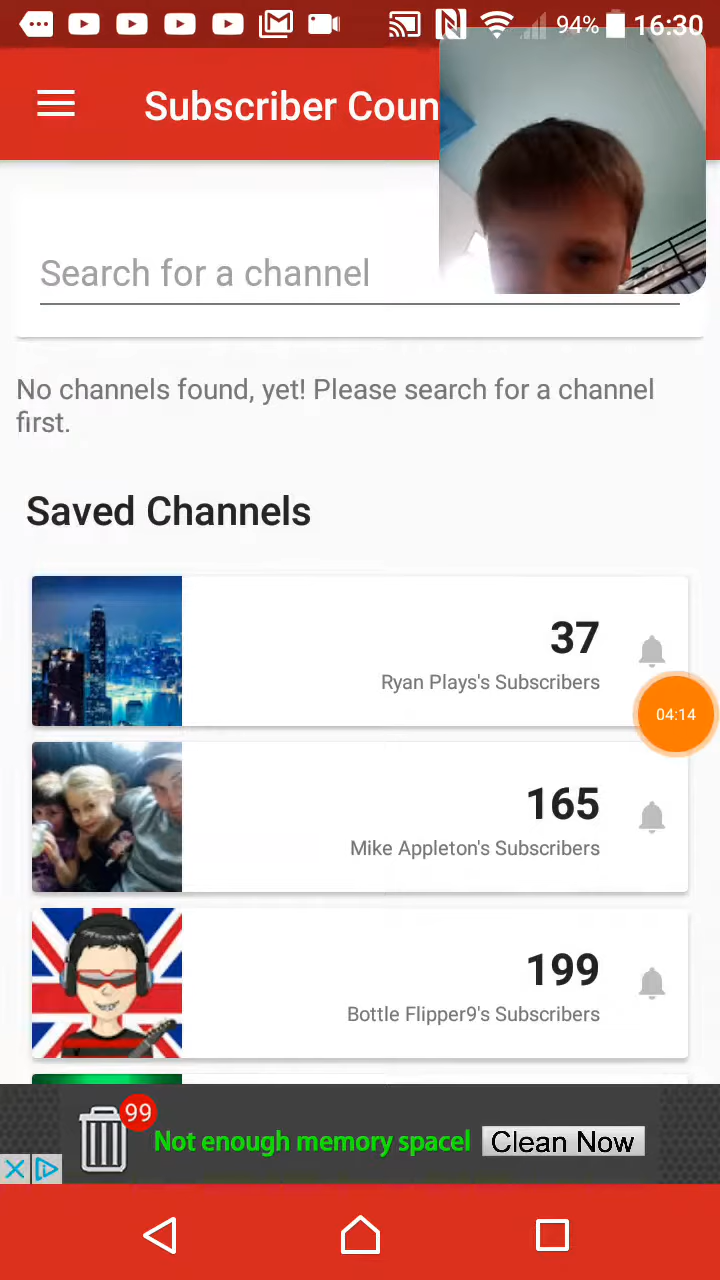 94% 16:30
Subscriber Coun
Search for a channel
No channels found, yet! Please search for a channel
first.
Saved Channels
37
Ryan Plays's Subscribers
04:14
165
Mike Appleton's Subscribers
199
Bottle Flipper9's Subscribers
99
Not enough memory space! Clean Now